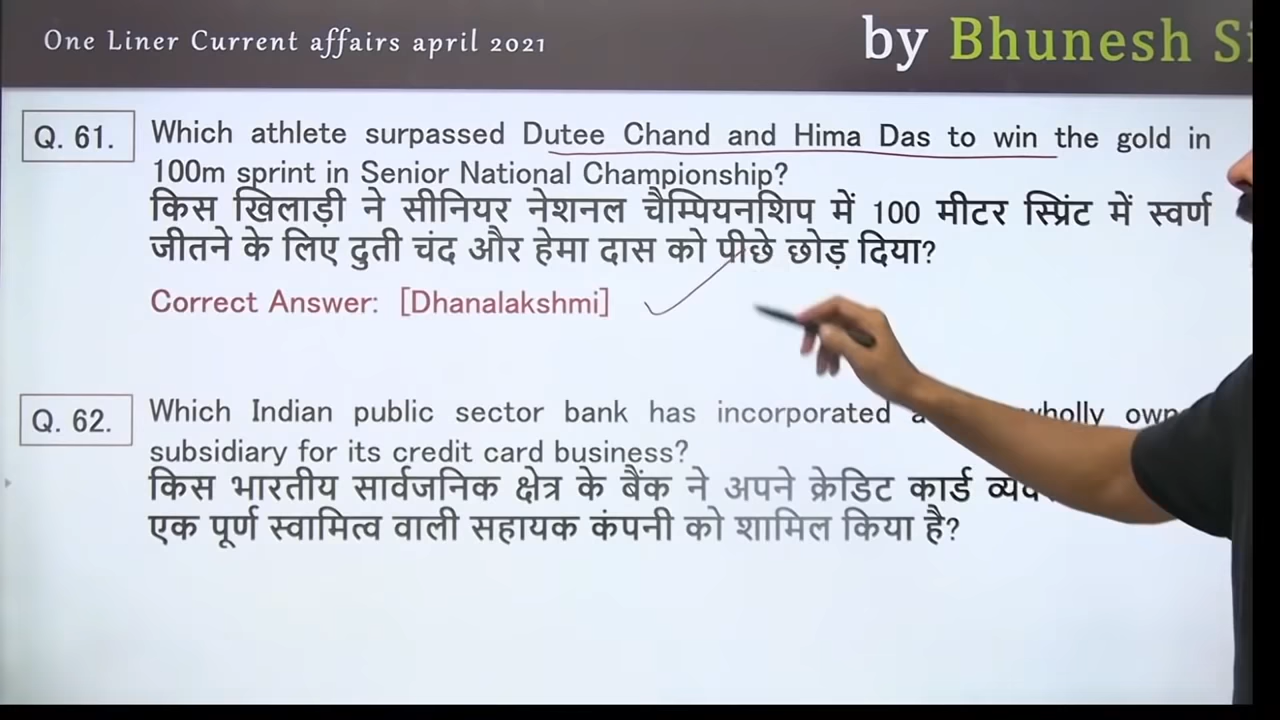 One Liner Current affairs april 2021
by Bhunesh
Q. 61.
Which athlete surpassed Dutee Chand and Hima Das to win the gold in
100m sprint in Senior National Championship?
किस खिलाड़ी ने सीनियर नेशनल चैम्पियनशिप में 100 मीटर स्प्रिंट में स्वर्ण
जीतने के लिए दुती चंद और हेमा दास को पीछे छोड़ दिया?
Correct Answer: [Dhanalakshmi]
Q. 62.
Which Indian public sector bank has incorporated wholly
subsidiary for its credit card business?
किस भारतीय सार्वजनिक क्षेत्र के बैंक ने अपने क्रेडिट कार्ड
एक पूर्ण स्वामित्व वाली सहायक कंपनी को शामिल किया है?